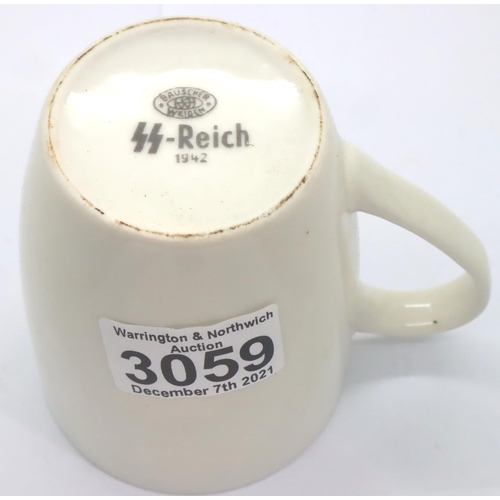 BAUSCHER
WEIDEN
SS-Reich
1942
Warrington & Northwich
Auction
3059
December 7th 2021